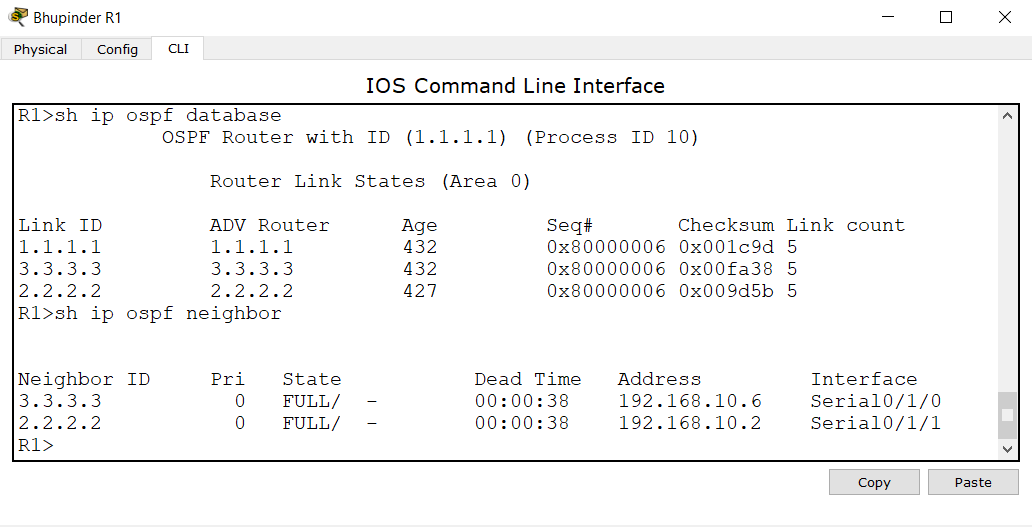 Bhupinder R1
Physical Config CLI
IOS Command Line Interface
R1>sh ip ospf database
OSPF Router with ID (1.1.1.1) (Process ID 10)
Router Link States (Area 0)
Link ID ADV Router Age Seq# Checksum Link count
1.1.1.1 1.1.1.1 432 0x80000006 0x001c9d 5
3.3.3.3 3.3.3.3 432 0x80000006 0x00fa38 5
2.2.2.2 2.2.2.2 427 0x80000006 0x009d5b 5
R1>sh ip ospf neighbor
Neighbor ID Pri State Dead Time Address Interface
3.3.3.3 0 FULL/ - 00:00:38 192.168.10.6 Serial0/1/0
2.2.2.2 0 FULL/ - 00:00:38 192.168.10.2 Serial0/1/1
R1>
Copy Paste